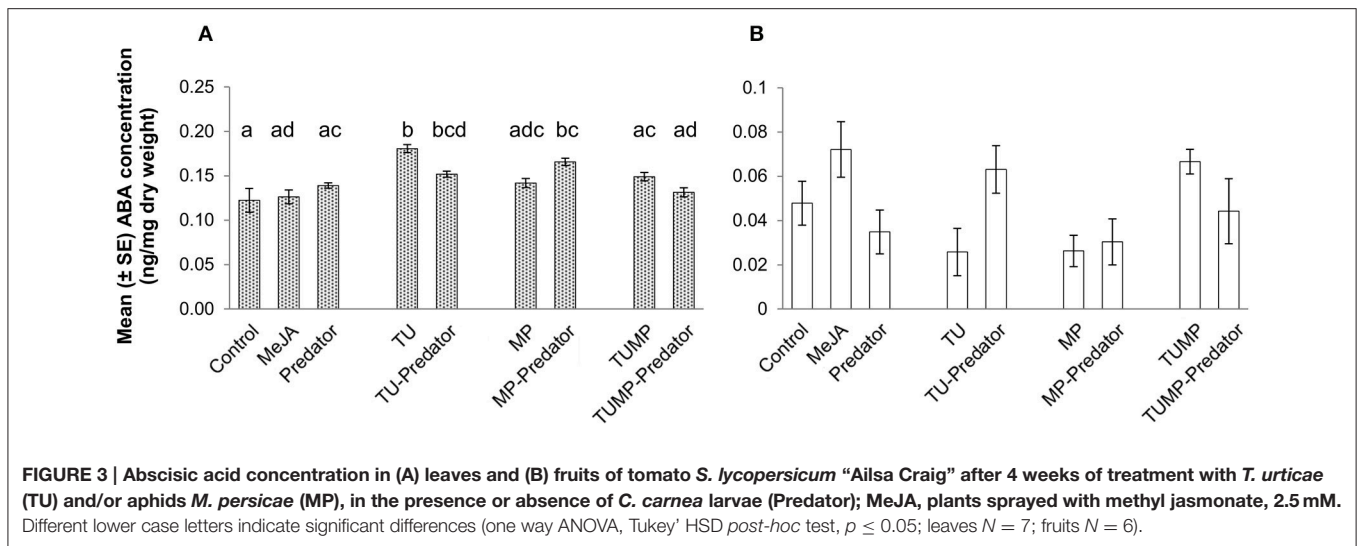 A
B
Mean (± SE) ABA concentration
(ng/mg dry weight)
0.25
0.20
0.15
0.10
0.05
0.00
a ad ac b bcd adc bc ac ad
Control MeJA Predator TU TU-Predator MP MP-Predator TUMP TUMP-Predator
0.1
0.08
0.06
0.04
0.02
0
Control MeJA Predator TU TU-Predator MP MP-Predator TUMP TUMP-Predator
FIGURE 3 | Abscisic acid concentration in (A) leaves and (B) fruits of tomato S. lycopersicum “Ailsa Craig” after 4 weeks of treatment with T. urticae
(TU) and/or aphids M. persicae (MP), in the presence or absence of C. carnea larvae (Predator); MeJA, plants sprayed with methyl jasmonate, 2.5 mM.
Different lower case letters indicate significant differences (one way ANOVA, Tukey’ HSD post-hoc test, p ≤ 0.05; leaves N = 7; fruits N = 6).